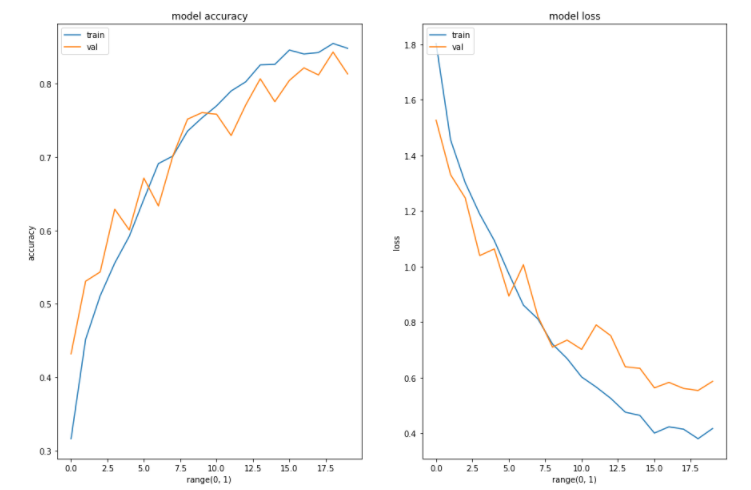 model accuracy
train
val
0.8
0.7
0.6
0.5
0.4
0.3
accuracy
0.0 2.5 5.0 7.5 10.0 12.5 15.0 17.5
range(0, 1)
model loss
train
val
1.8
1.6
1.4
1.2
1.0
0.8
0.6
0.4
loss
0.0 2.5 5.0 7.5 10.0 12.5 15.0 17.5
range(0, 1)